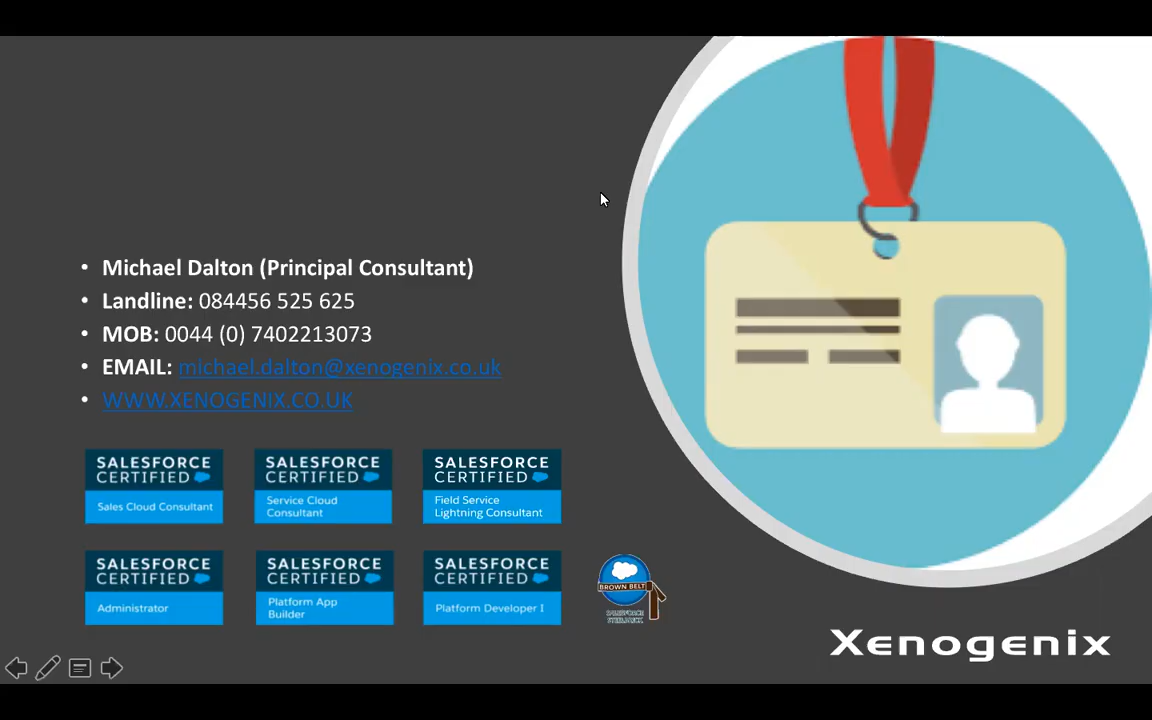 Michael Dalton (Principal Consultant)
Landline: 084456 525 625
MOB: 0044 (0) 7402213073
EMAIL: michael.dalton@xenogenix.co.uk
WWW.XENOGENIX.CO.UK
SALESFORCE
CERTIFIED
Sales Cloud Consultant
SALESFORCE
CERTIFIED
Service Cloud
Consultant
SALESFORCE
CERTIFIED
Field Service
Lightning Consultant
SALESFORCE
CERTIFIED
Administrator
SALESFORCE
CERTIFIED
Platform App
Builder
SALESFORCE
CERTIFIED
Platform Developer I
BROWN BELT
Xenogenix